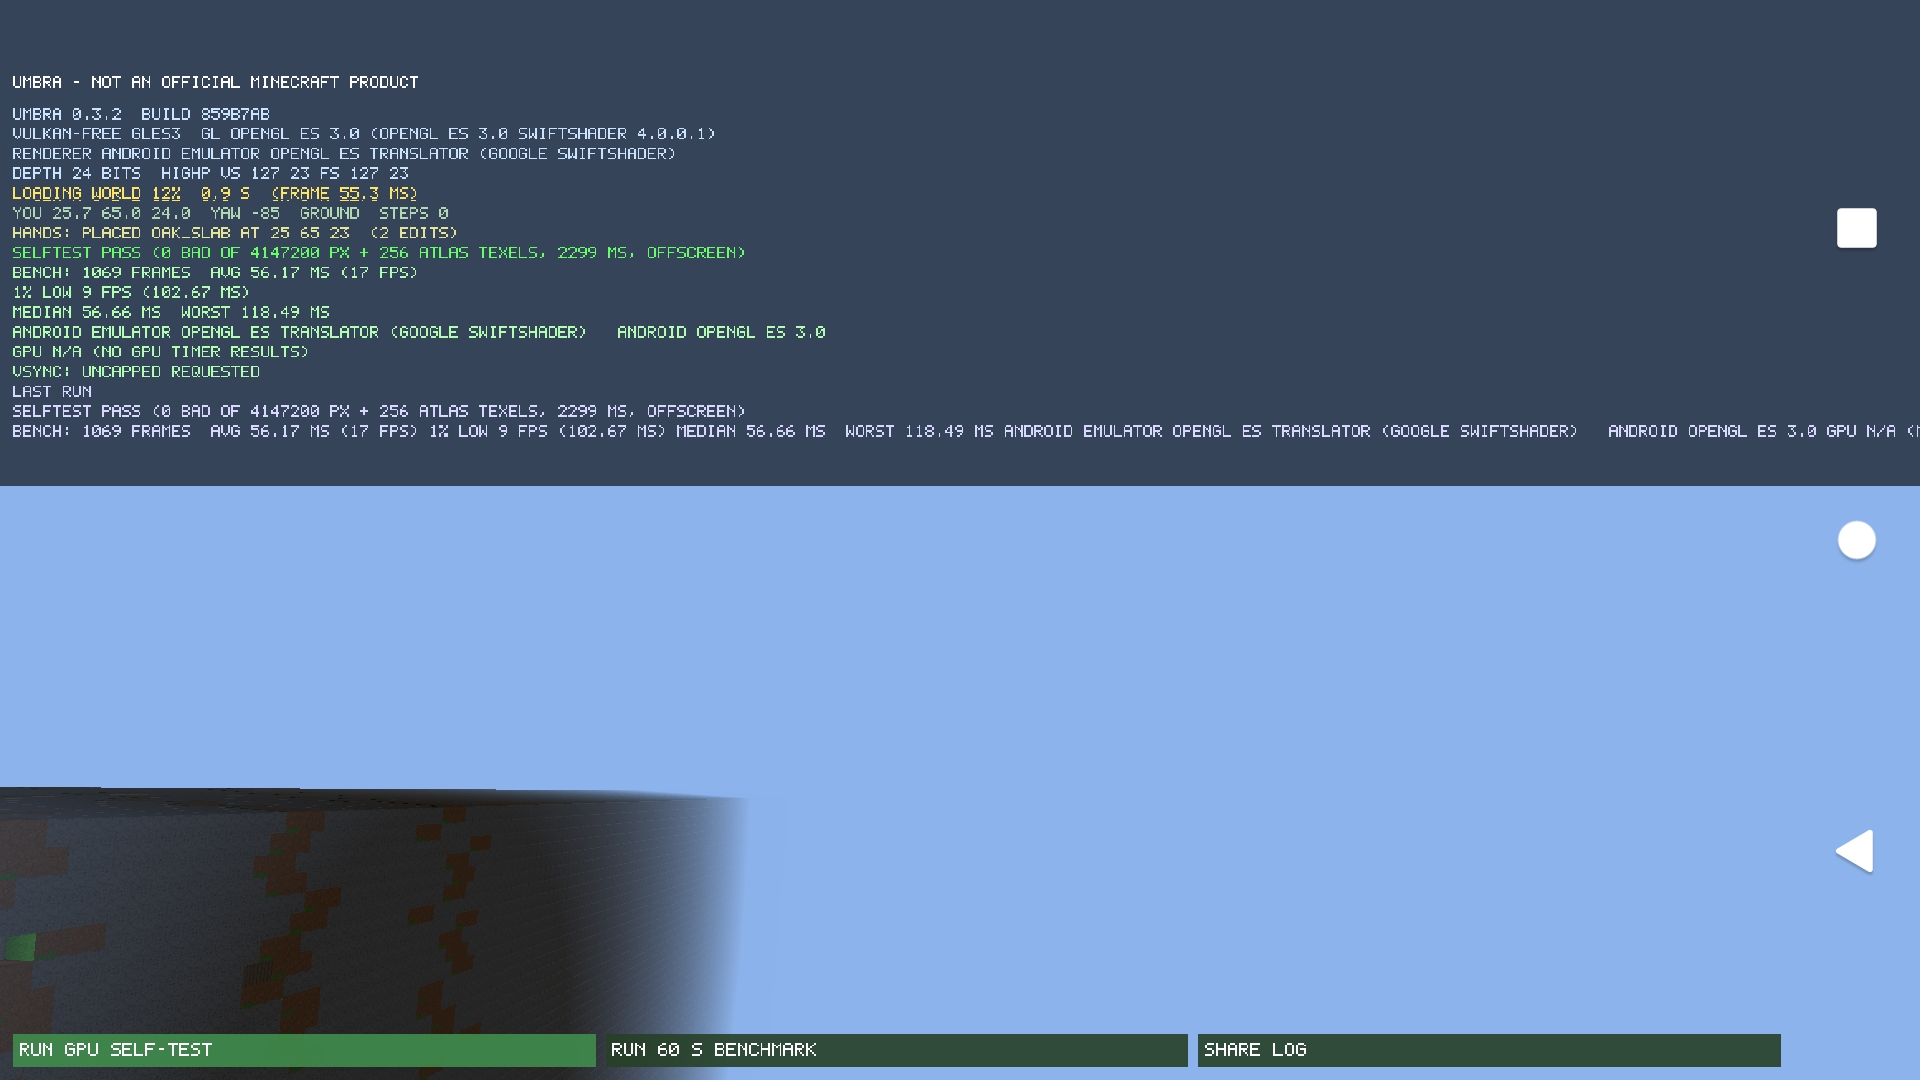 UMBRA - NOT AN OFFICIAL MINECRAFT PRODUCT
UMBRA 0.3.2 BUILD 859B7AB
VULKAN-FREE GLES3 GL OPENGL ES 3.0 (OPENGL ES 3.0 SWIFTSHADER 4.0.0.1)
RENDERER ANDROID EMULATOR OPENGL ES TRANSLATOR (GOOGLE SWIFTSHADER)
DEPTH 24 BITS HIGHP VS 127 23 FS 127 23
LOADING WORLD 12% 0.9 S (FRAME 55.3 MS)
YOU 25.7 65.0 24.0 YAW -85 GROUND STEPS 0
HANDS: PLACED OAK_SLAB AT 25 65 23 (2 EDITS)
SELFTEST PASS (0 BAD OF 4147200 PX + 256 ATLAS TEXELS, 2299 MS, OFFSCREEN)
BENCH: 1069 FRAMES AVG 56.17 MS (17 FPS)
1% LOW 9 FPS (102.67 MS)
MEDIAN 56.66 MS WORST 118.49 MS
ANDROID EMULATOR OPENGL ES TRANSLATOR (GOOGLE SWIFTSHADER) ANDROID OPENGL ES 3.0
GPU N/A (NO GPU TIMER RESULTS)
VSYNC: UNCAPPED REQUESTED
LAST RUN
SELFTEST PASS (0 BAD OF 4147200 PX + 256 ATLAS TEXELS, 2299 MS, OFFSCREEN)
BENCH: 1069 FRAMES AVG 56.17 MS (17 FPS) 1% LOW 9 FPS (102.67 MS) MEDIAN 56.66 MS WORST 118.49 MS ANDROID EMULATOR OPENGL ES TRANSLATOR (GOOGLE SWIFTSHADER) ANDROID OPENGL ES 3.0 GPU N/A (
RUN GPU SELF-TEST
RUN 60 S BENCHMARK
SHARE LOG